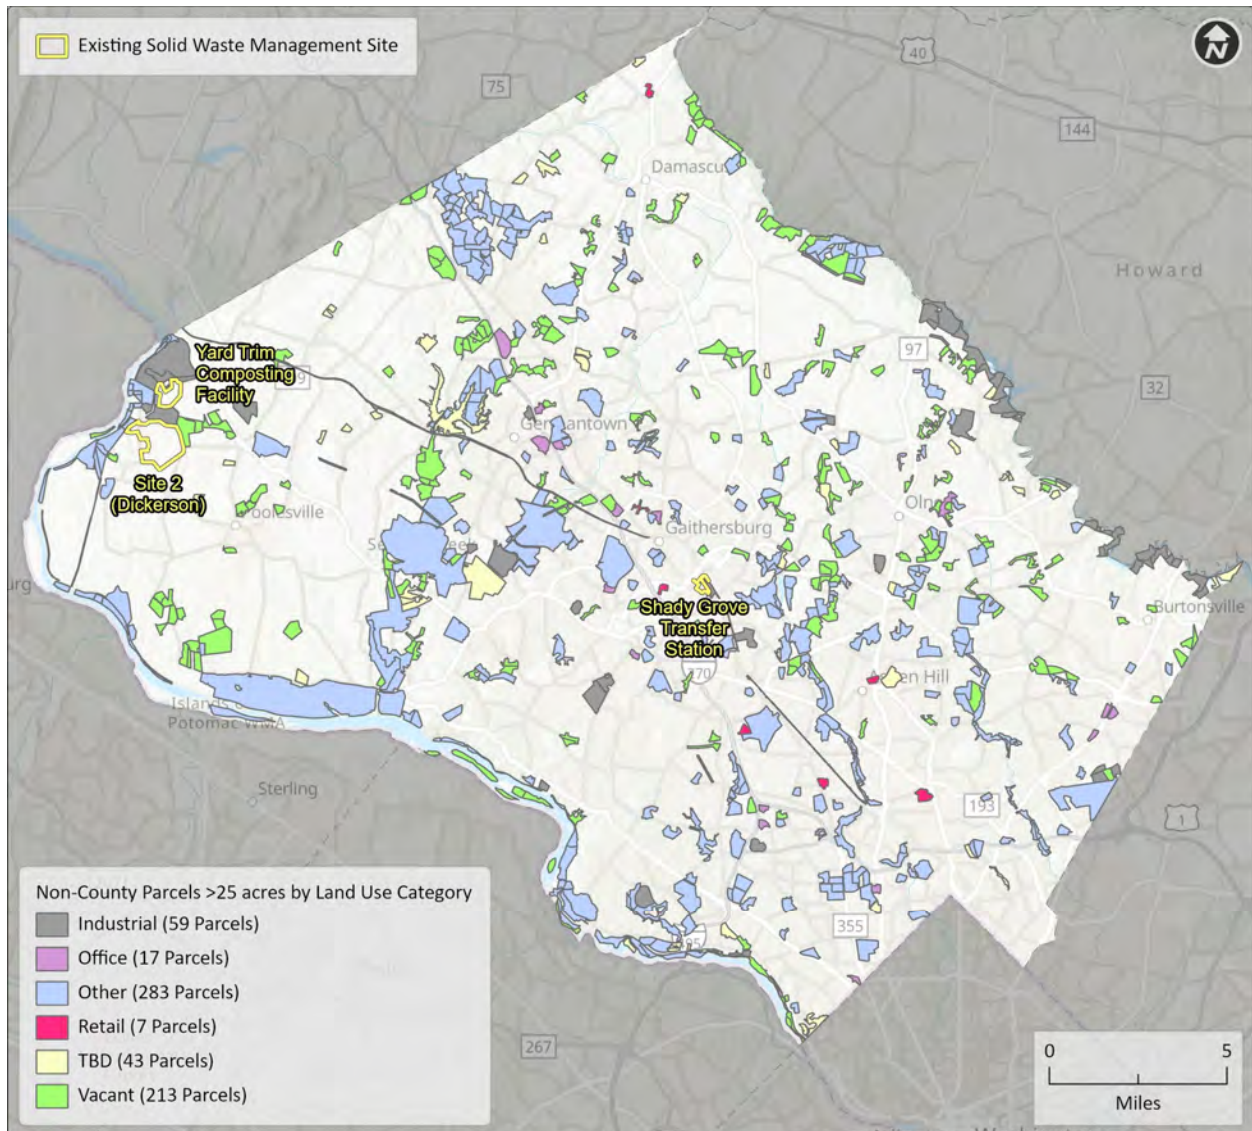 Existing Solid Waste Management Site
N
40
75
144
Damascus
Howard
97
32
Yard Trim
Composting
Facility
Germantown
Site 2
(Dickerson)
Olney
Gaithersburg
Shady Grove
Transfer
Station
Burtonsville
270
Potomac WMA
Sterling
193
1
355
267
Non-County Parcels >25 acres by Land Use Category
Industrial (59 Parcels)
Office (17 Parcels)
Other (283 Parcels)
Retail (7 Parcels)
TBD (43 Parcels)
Vacant (213 Parcels)
0
5
Miles